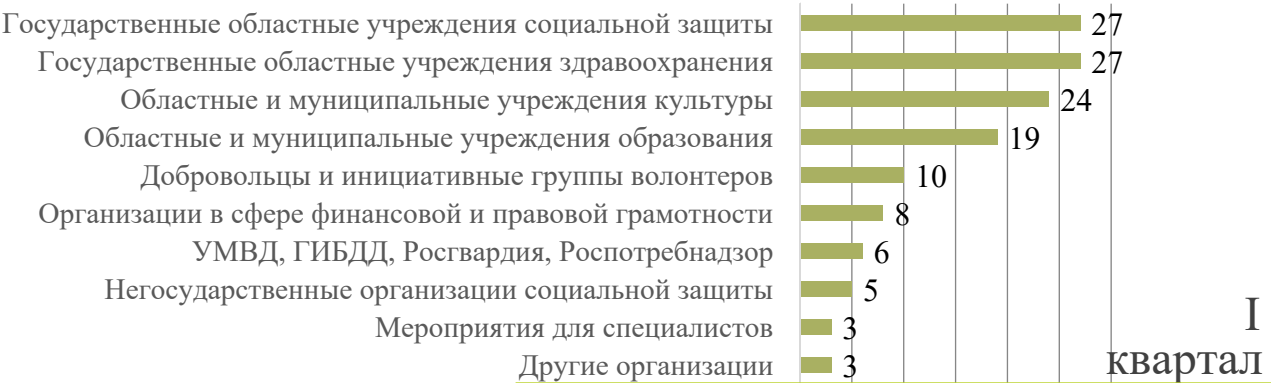 Государственные областные учреждения социальной защиты 27
Государственные областные учреждения здравоохранения 27
Областные и муниципальные учреждения культуры 24
Областные и муниципальные учреждения образования 19
Добровольцы и инициативные группы волонтеров 10
Организации в сфере финансовой и правовой грамотности 8
УМВД, ГИБДД, Росгвардия, Роспотребнадзор 6
Негосударственные организации социальной защиты 5
Мероприятия для специалистов 3
Другие организации 3
I
квартал